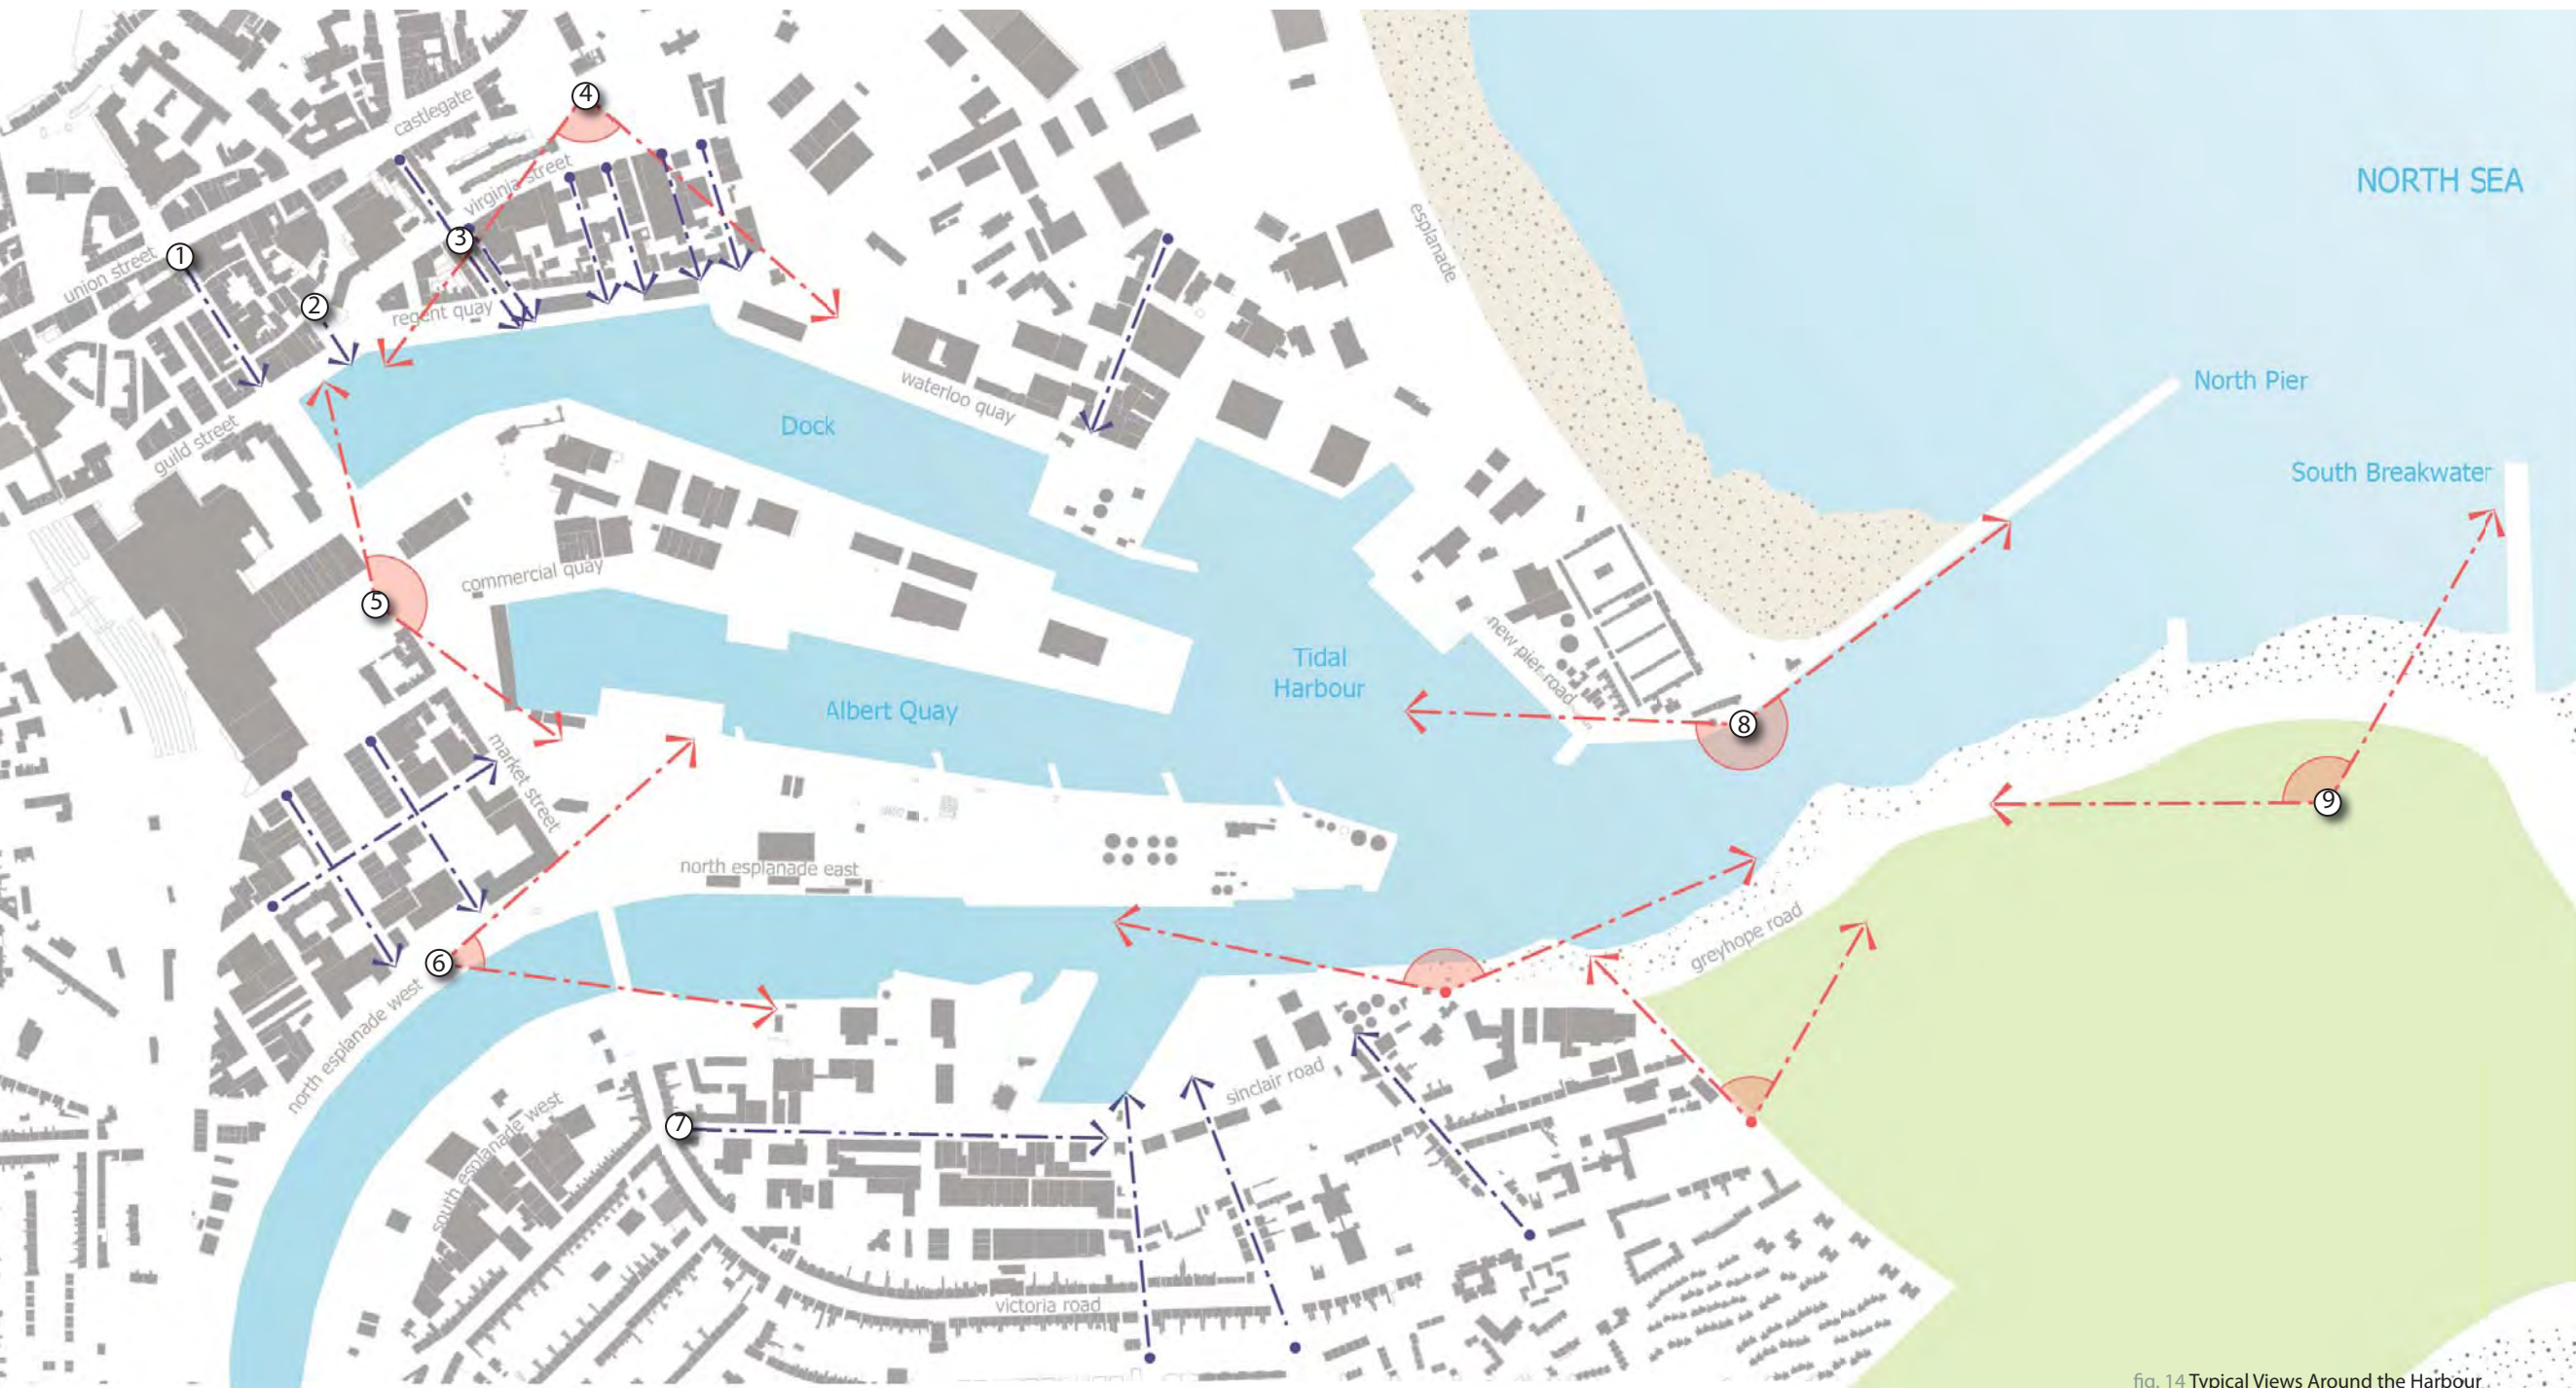 4
castlegate
virginia street
NORTH SEA
esplanade
3
1
union street
2
regent quay
North Pier
waterloo quay
Dock
guild street
South Breakwater
commercial quay
5
new pier road
Tidal
Harbour
Albert Quay
8
market street
9
north esplanade east
greyhope road
6
north esplanade west
sinclair road
south esplanade west
7
victoria road
fig. 14 Typical Views Around the Harbour